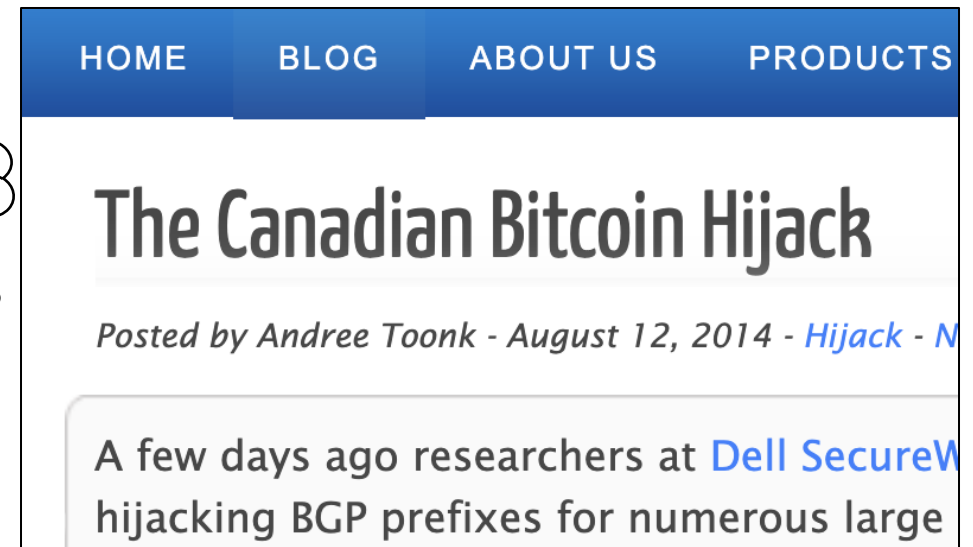 HOME BLOG ABOUT US PRODUCTS
The Canadian Bitcoin Hijack
Posted by Andree Toonk - August 12, 2014 - Hijack - N
A few days ago researchers at Dell SecureW
hijacking BGP prefixes for numerous large